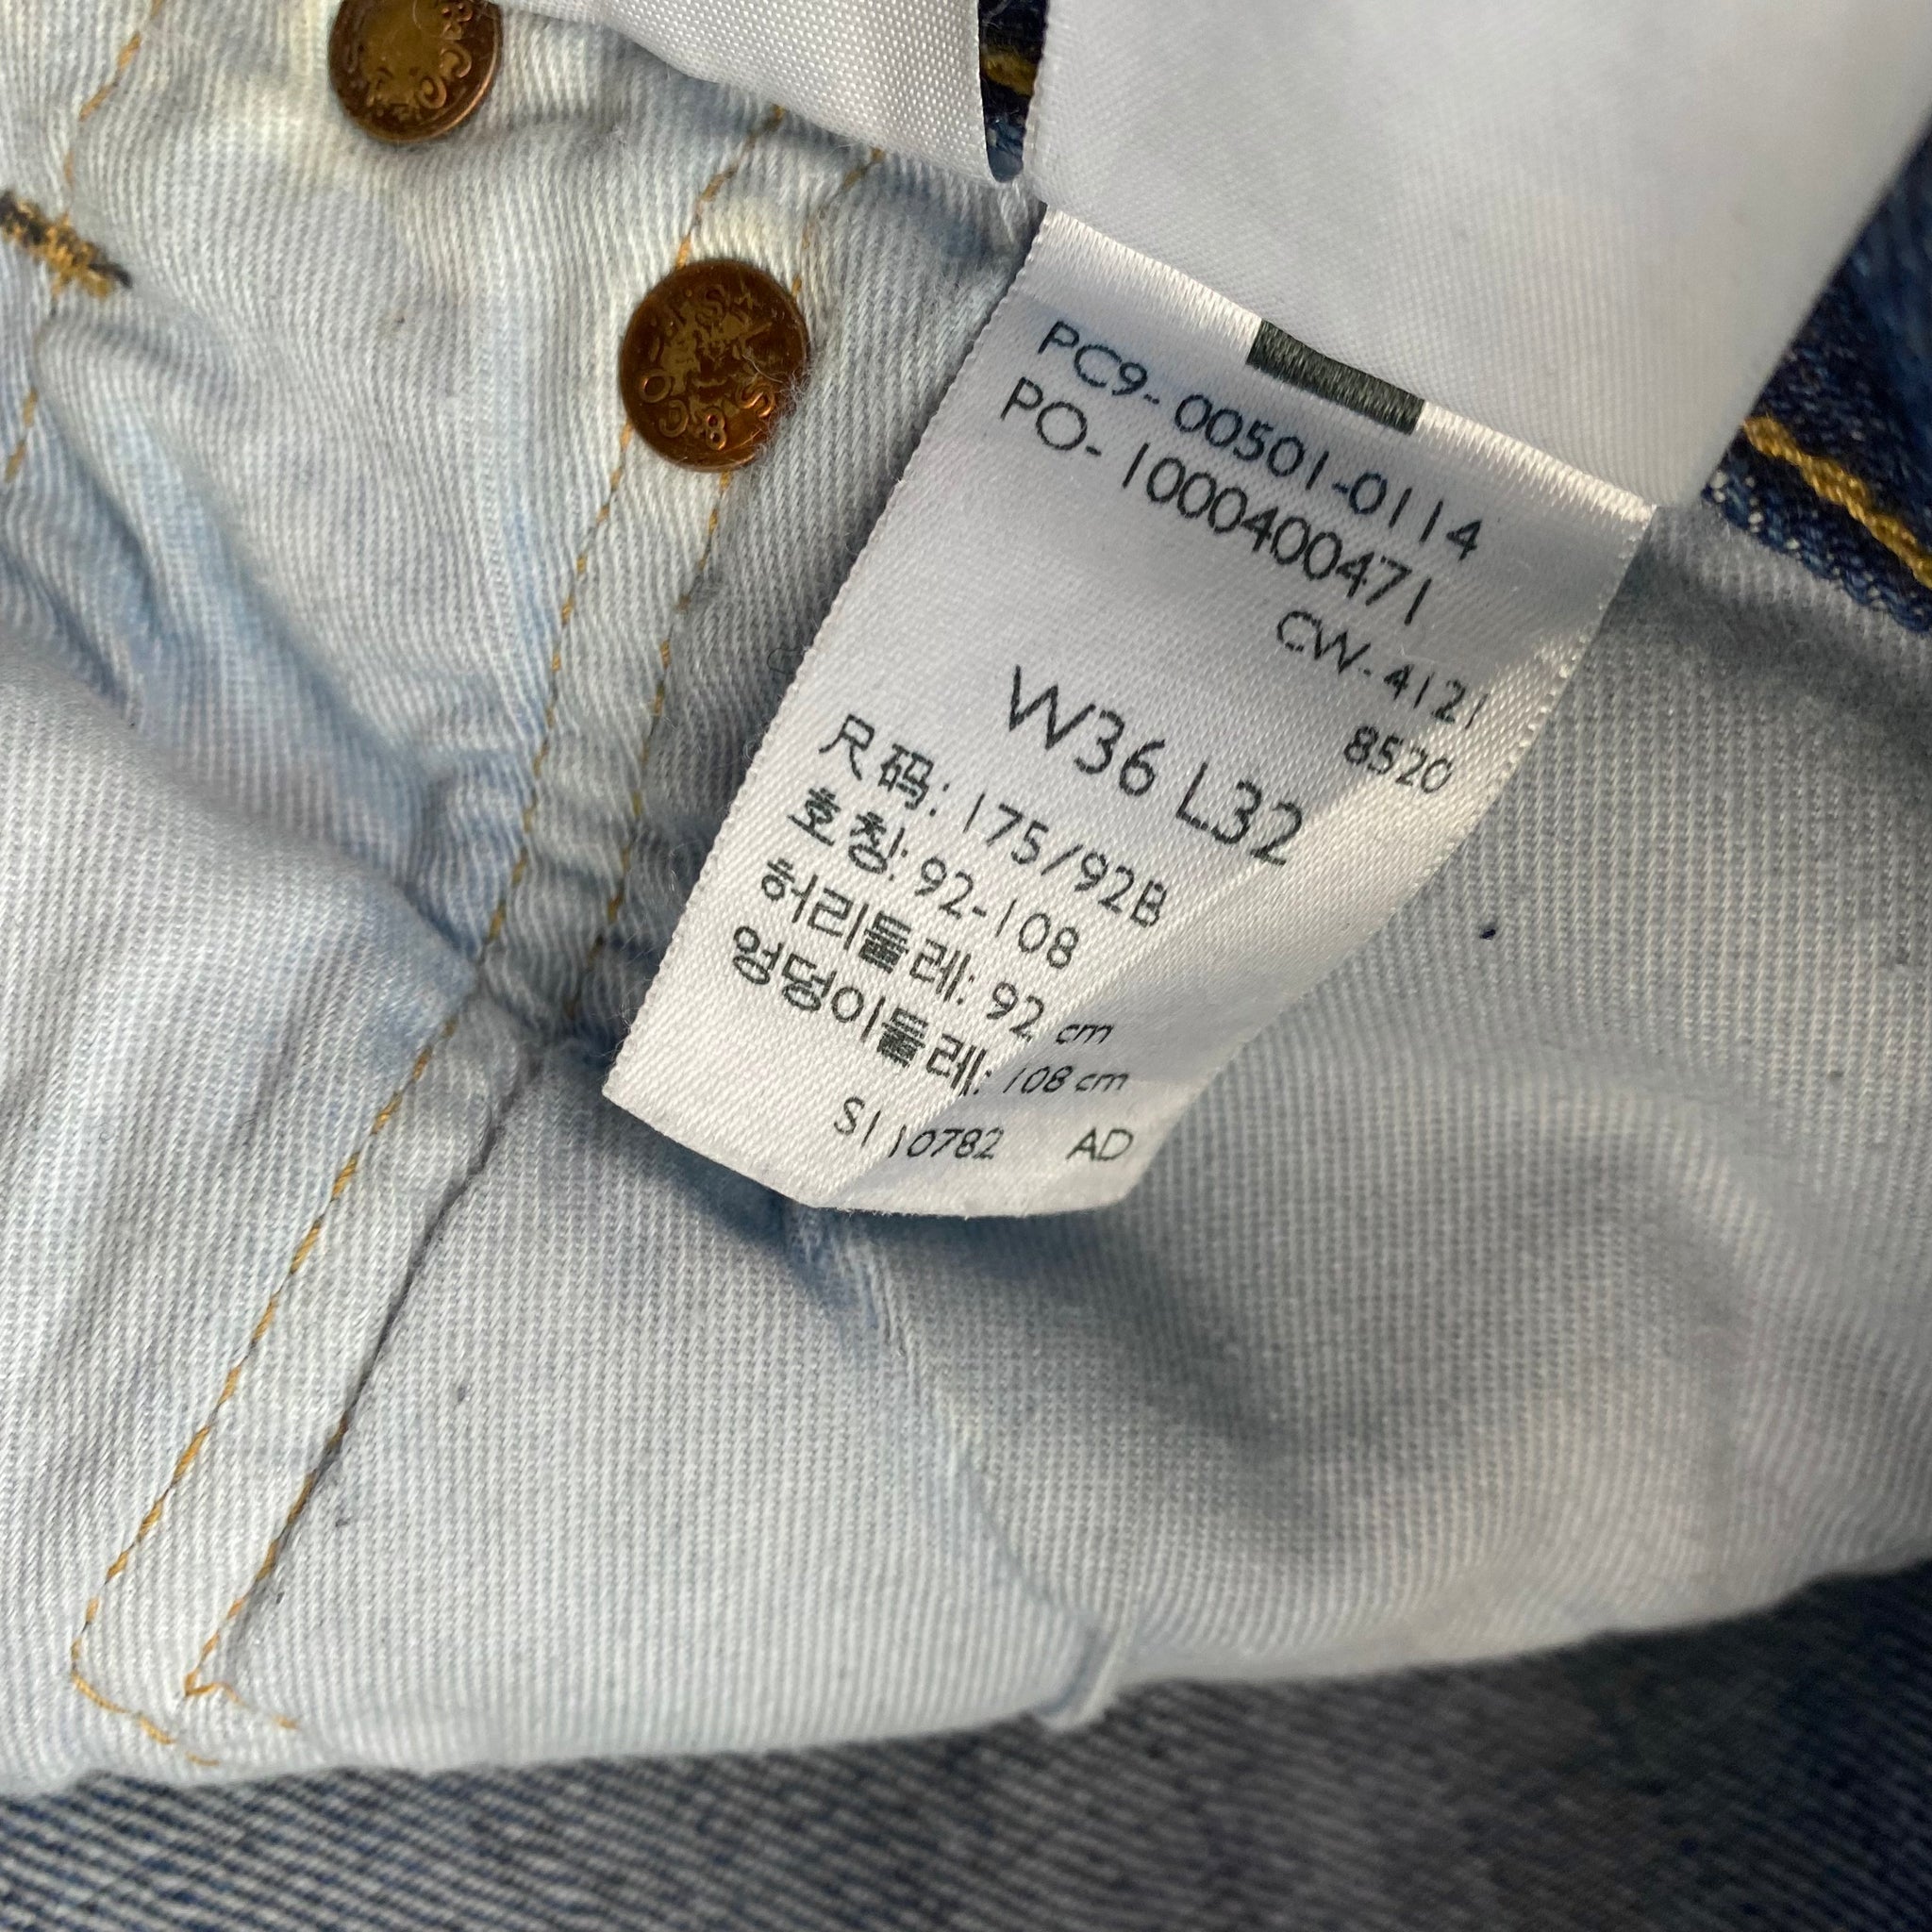 PC9-00501-0114
PO-1000400471
CW-4121
8520
W36 L32
尺码: 175/92B
호칭: 92-108
허리둘레: 92 cm
엉덩이둘레: 108 cm
S1 10782 AD